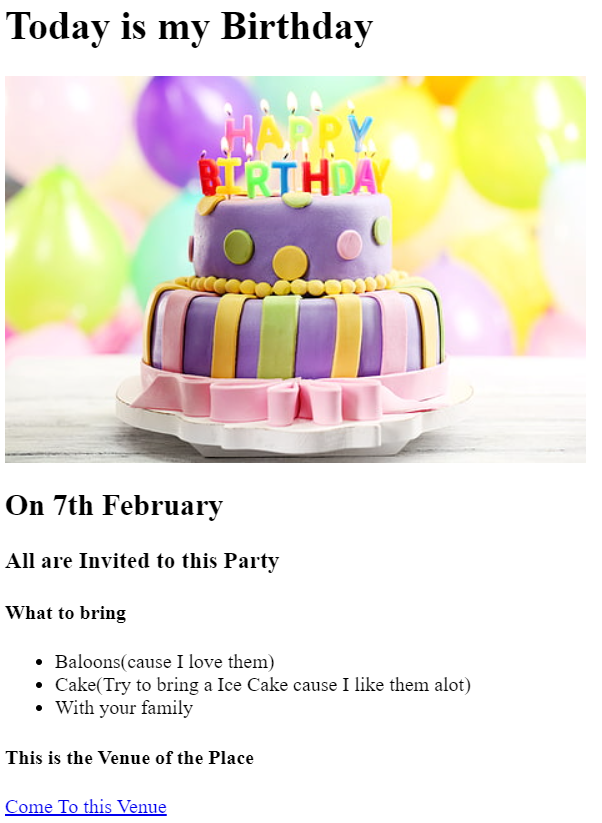 Today is my Birthday
HAPPY
BIRTHDAY
On 7th February
All are Invited to this Party
What to bring
Baloons(cause I love them)
Cake(Try to bring a Ice Cake cause I like them alot)
With your family
This is the Venue of the Place
Come To this Venue